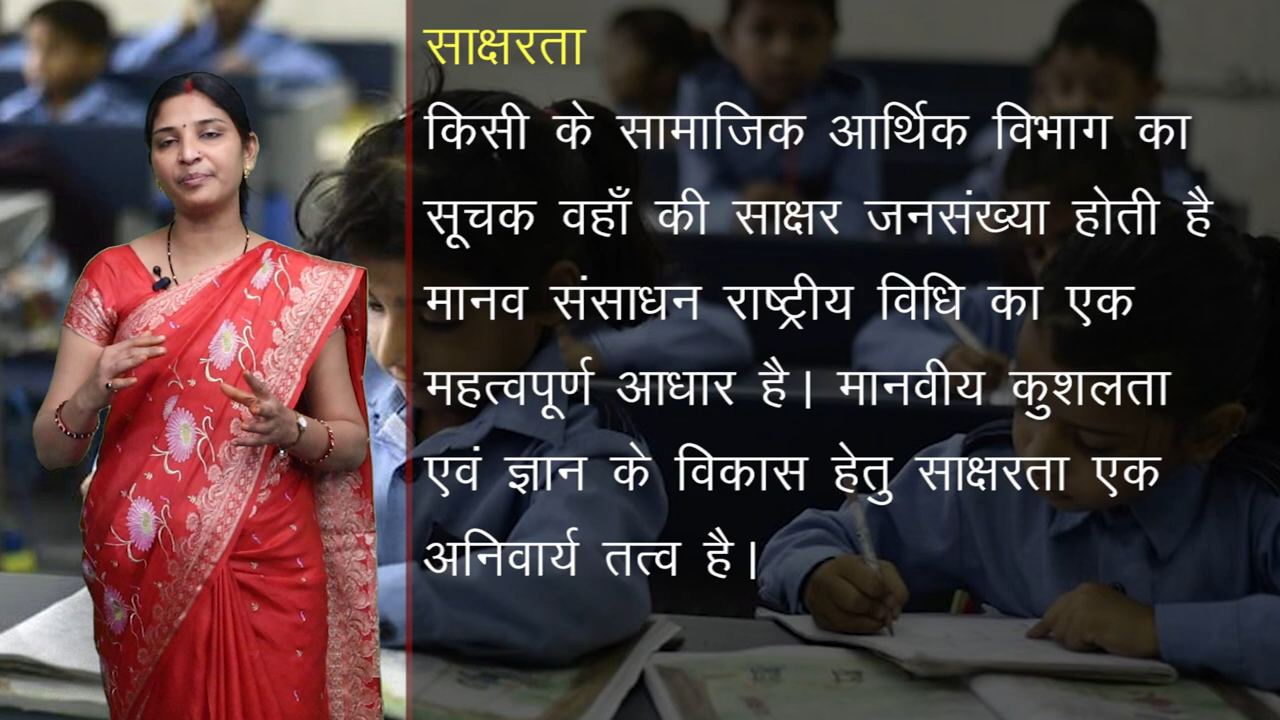 साक्षरता
किसी के सामाजिक आर्थिक विभाग का
सूचक वहाँ की साक्षर जनसंख्या होती है
मानव संसाधन राष्ट्रीय विधि का एक
महत्वपूर्ण आधार है। मानवीय कुशलता
एवं ज्ञान के विकास हेतु साक्षरता एक
अनिवार्य तत्व है।